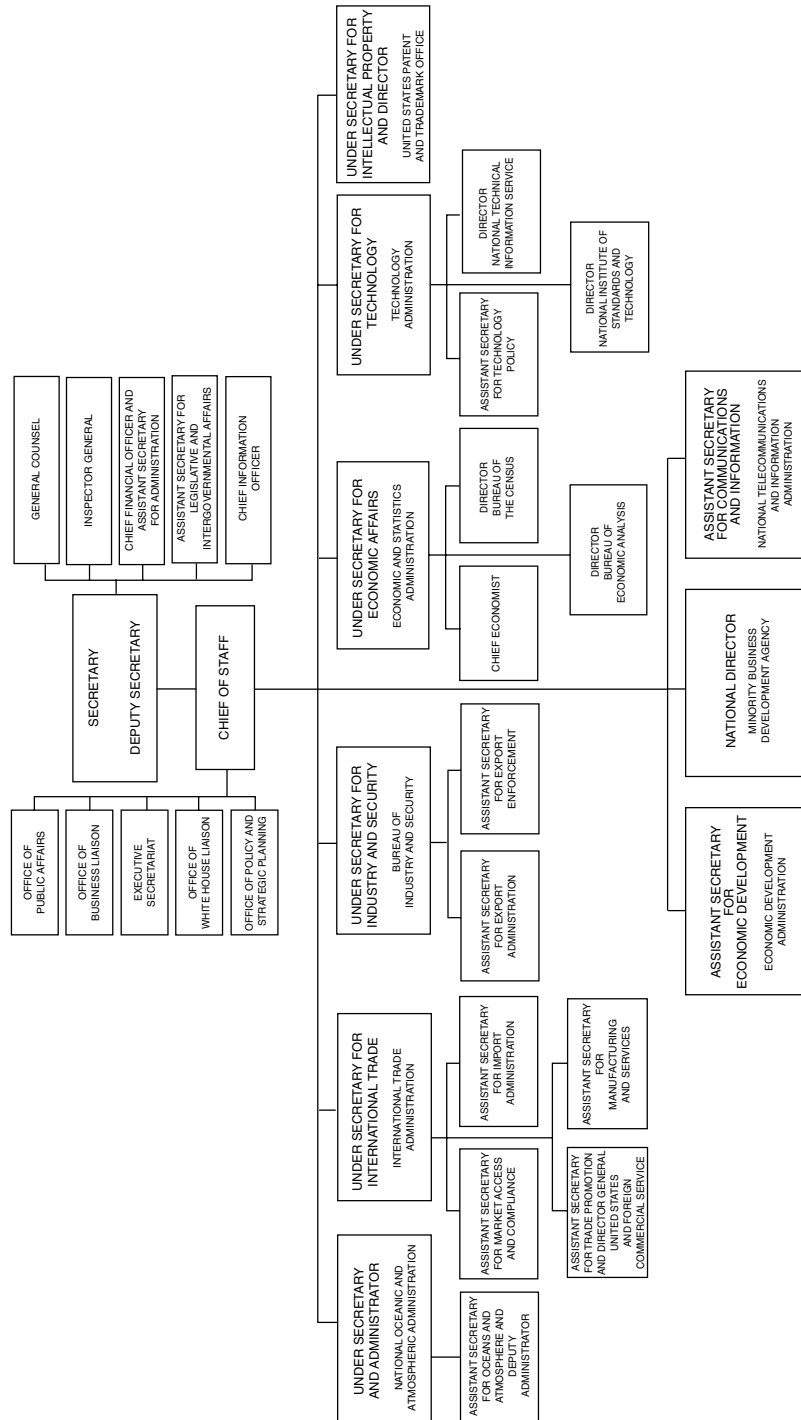 OFFICE OF
PUBLIC AFFAIRS
OFFICE OF
BUSINESS LIAISON
EXECUTIVE
SECRETARIAT
OFFICE OF
WHITE HOUSE LIAISON
OFFICE OF POLICY AND
STRATEGIC PLANNING
SECRETARY
DEPUTY SECRETARY
CHIEF OF STAFF
GENERAL COUNSEL
INSPECTOR GENERAL
CHIEF FINANCIAL OFFICER AND
ASSISTANT SECRETARY
FOR ADMINISTRATION
ASSISTANT SECRETARY FOR
LEGISLATIVE AND
INTERGOVERNMENTAL AFFAIRS
CHIEF INFORMATION
OFFICER
UNDER SECRETARY
AND ADMINISTRATOR
NATIONAL OCEANIC AND
ATMOSPHERIC ADMINISTRATION
UNDER SECRETARY FOR
INTERNATIONAL TRADE
INTERNATIONAL TRADE
ADMINISTRATION
UNDER SECRETARY FOR
INDUSTRY AND SECURITY
BUREAU OF
INDUSTRY AND SECURITY
UNDER SECRETARY FOR
ECONOMIC AFFAIRS
ECONOMIC AND STATISTICS
ADMINISTRATION
UNDER SECRETARY FOR
TECHNOLOGY
TECHNOLOGY
ADMINISTRATION
UNDER SECRETARY FOR
INTELLECTUAL PROPERTY
AND DIRECTOR
UNITED STATES PATENT
AND TRADEMARK OFFICE
ASSISTANT SECRETARY
FOR OCEANS AND
ATMOSPHERE AND
DEPUTY
ADMINISTRATOR
ASSISTANT SECRETARY
FOR MARKET ACCESS
AND COMPLIANCE
ASSISTANT SECRETARY
FOR IMPORT
ADMINISTRATION
ASSISTANT SECRETARY
FOR EXPORT
ADMINISTRATION
ASSISTANT SECRETARY
FOR EXPORT
ENFORCEMENT
CHIEF ECONOMIST
DIRECTOR
BUREAU OF
THE CENSUS
ASSISTANT SECRETARY
FOR TECHNOLOGY
POLICY
DIRECTOR
NATIONAL TECHNICAL
INFORMATION SERVICE
ASSISTANT SECRETARY
FOR TRADE PROMOTION
AND DIRECTOR GENERAL
UNITED STATES
AND FOREIGN
COMMERCIAL SERVICE
ASSISTANT SECRETARY
FOR
MANUFACTURING
AND SERVICES
DIRECTOR
BUREAU OF
ECONOMIC ANALYSIS
DIRECTOR
NATIONAL INSTITUTE OF
STANDARDS AND
TECHNOLOGY
ASSISTANT SECRETARY
FOR
ECONOMIC DEVELOPMENT
ECONOMIC DEVELOPMENT
ADMINISTRATION
NATIONAL DIRECTOR
MINORITY BUSINESS
DEVELOPMENT AGENCY
ASSISTANT SECRETARY
FOR COMMUNICATIONS
AND INFORMATION
NATIONAL TELECOMMUNICATIONS
AND INFORMATION
ADMINISTRATION